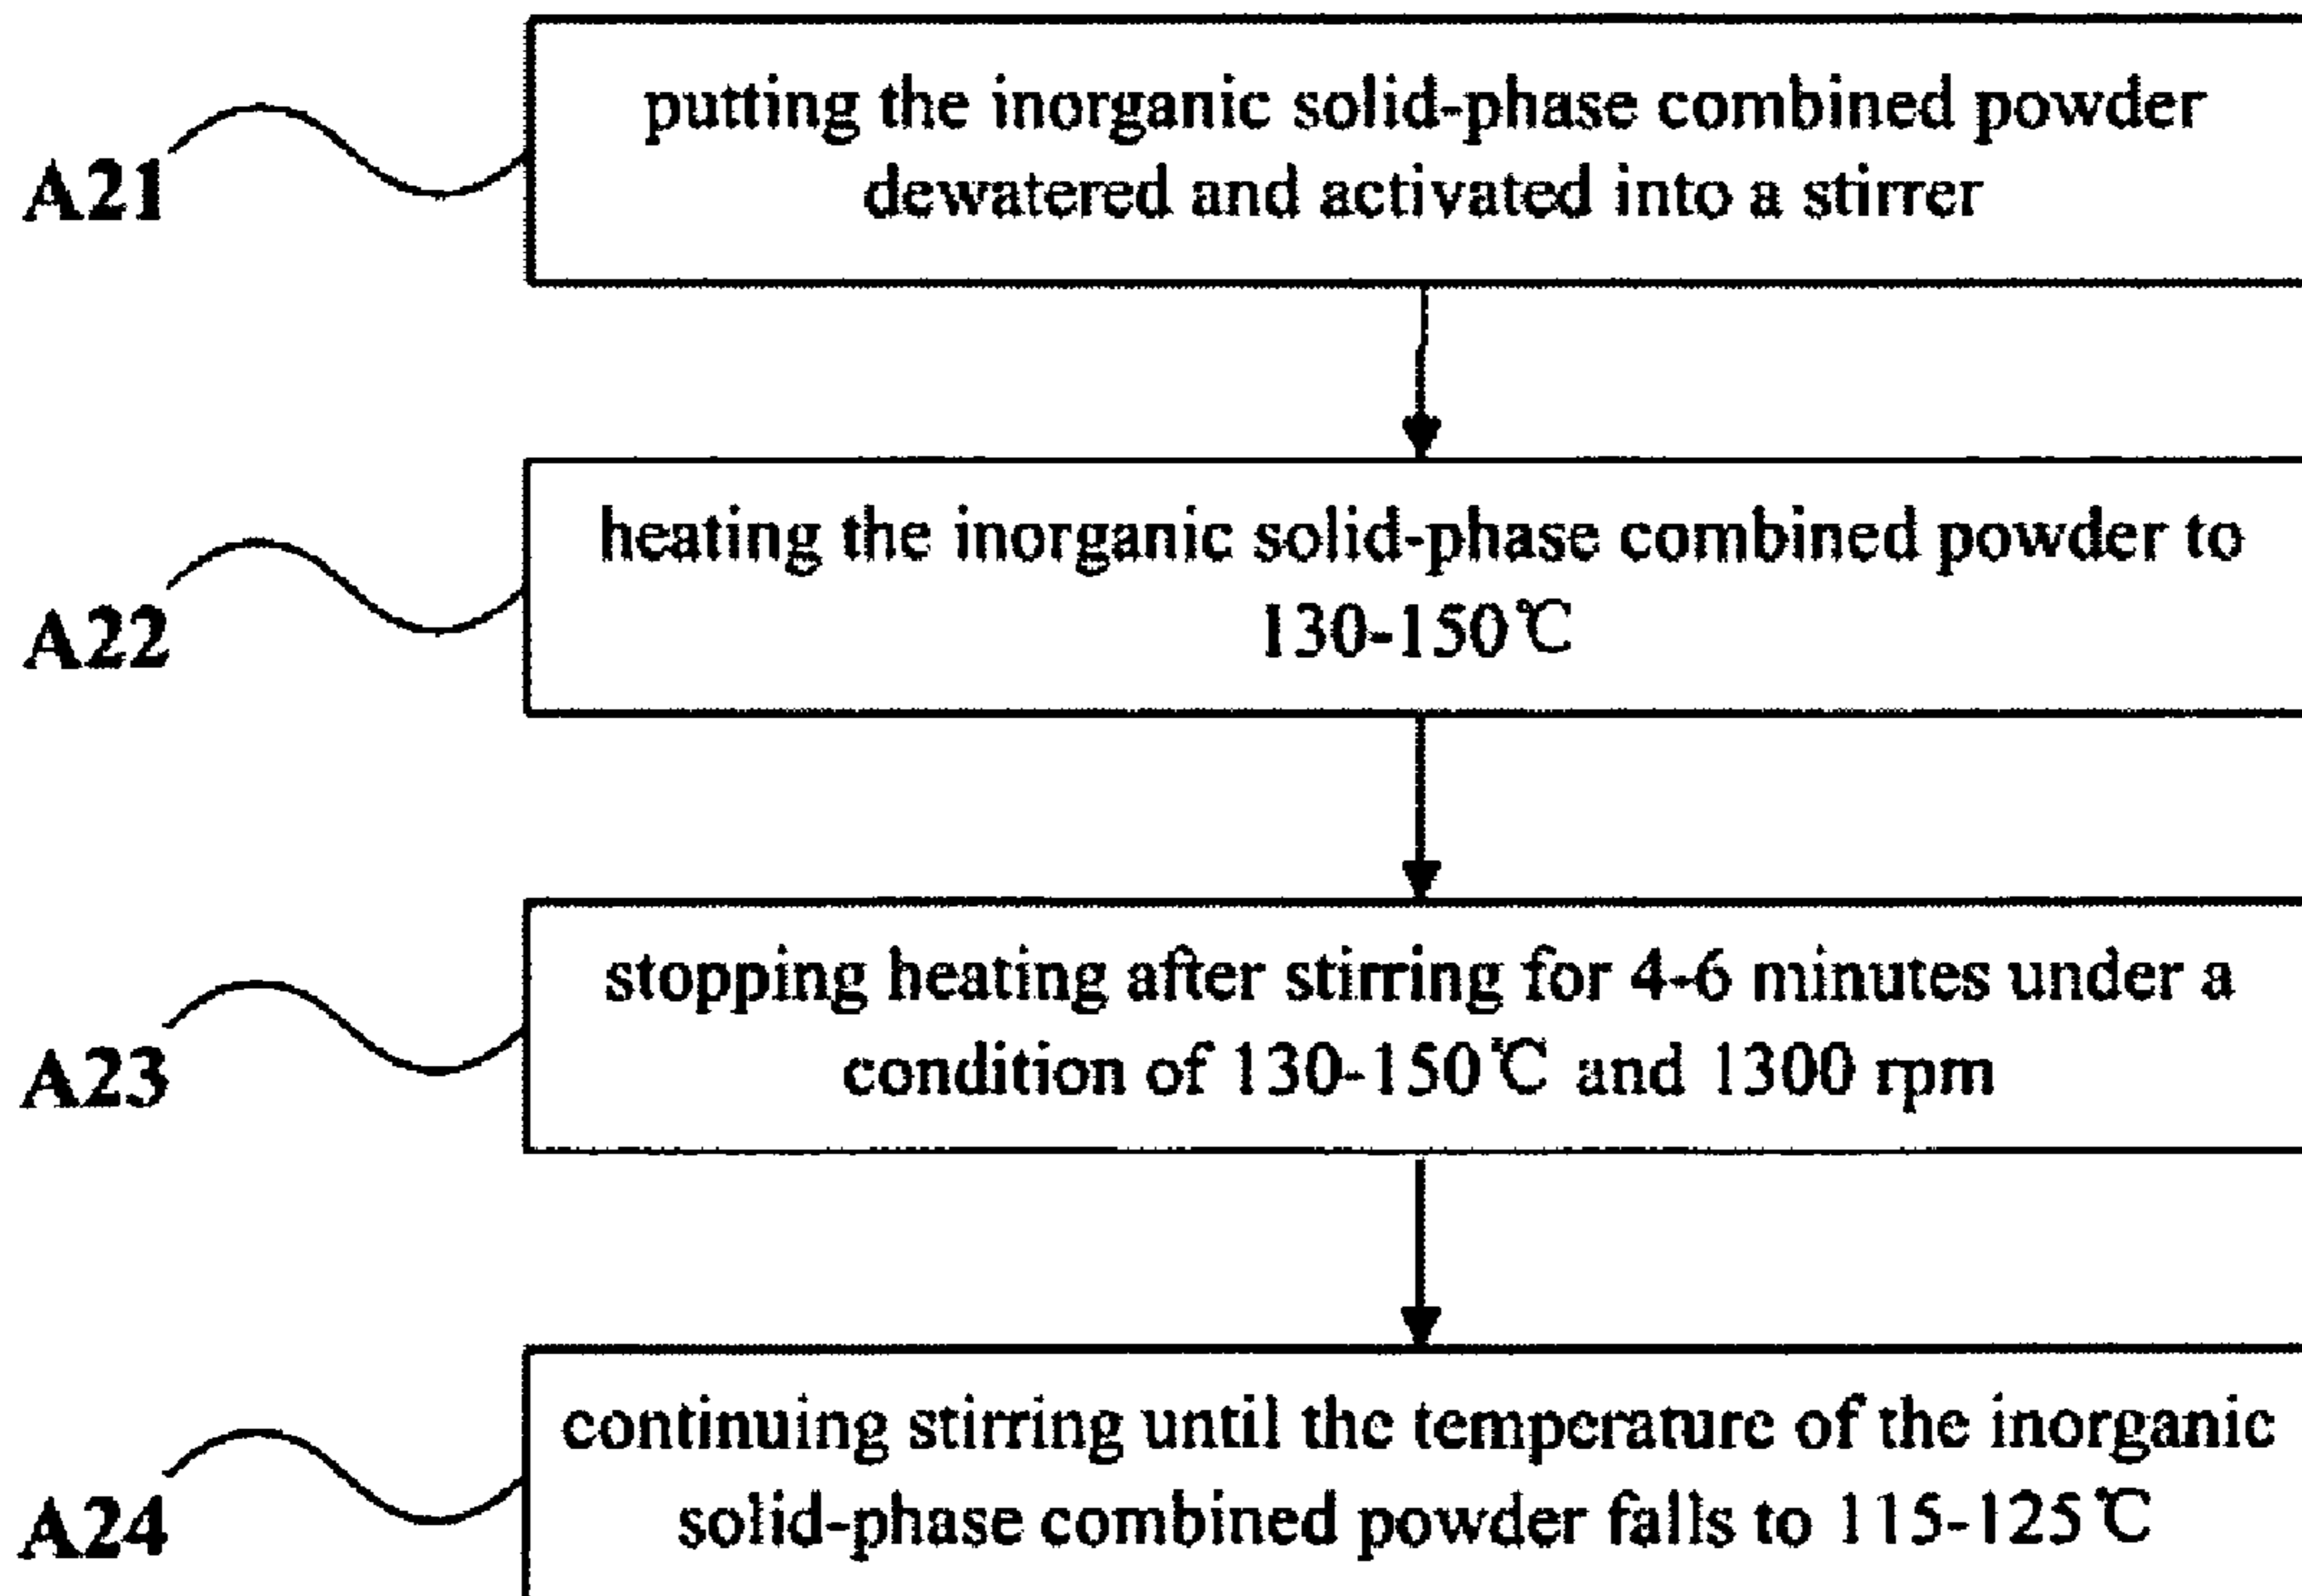 putting the inorganic solid-phase combined powder
dewatered and activated into a stirrer
A21
heating the inorganic solid-phase combined powder to
130-150℃
A22
stopping heating after stirring for 4-6 minutes under a
condition of 130-150℃ and 1300 rpm
A23
continuing stirring until the temperature of the inorganic
solid-phase combined powder falls to 115-125℃
A24